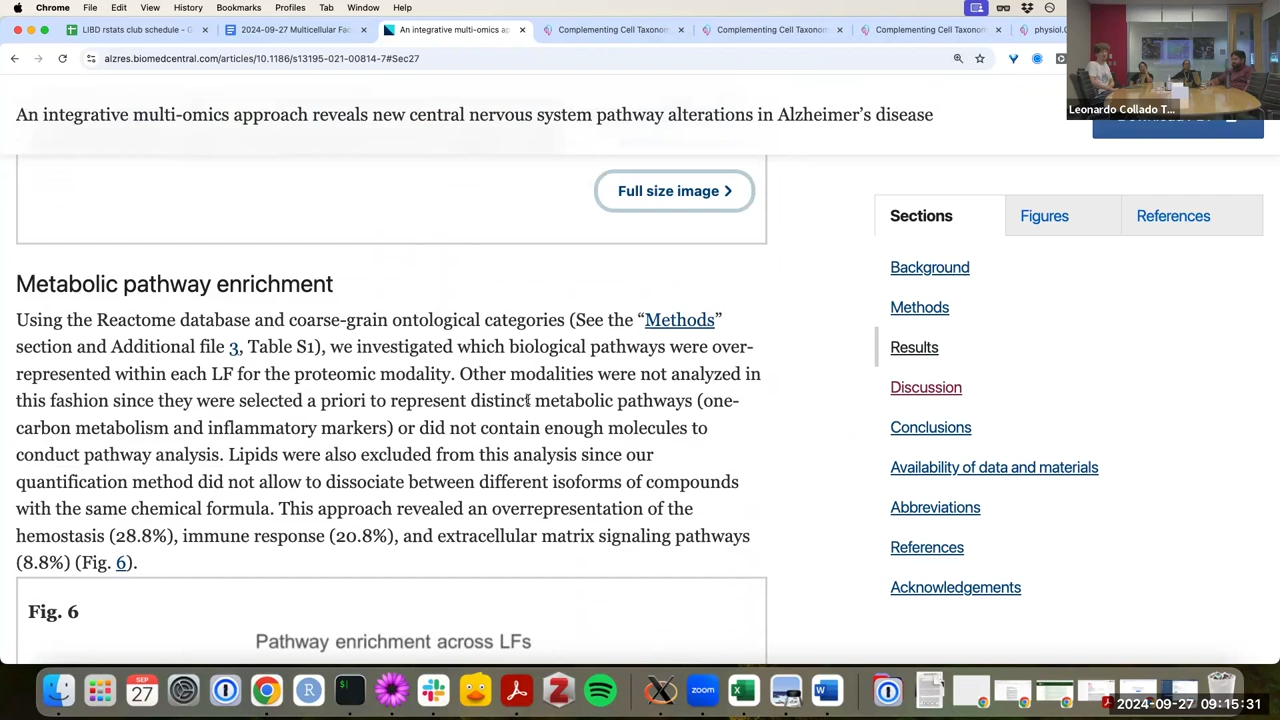 Chrome File Edit View History Bookmarks Profiles Tab Window Help
LIBD rstats club schedule - G
2024-09-27 Multicellular Fac
An integrative multi-omics ap
Complementing Cell Taxonom
Complementing Cell Taxonom
Complementing Cell Taxonom
physiol.0
alzres.biomedcentral.com/articles/10.1186/s13195-021-00814-7#Sec27
Leonardo Collado T...
An integrative multi-omics approach reveals new central nervous system pathway alterations in Alzheimer's disease
Full size image
Sections Figures References
Background
Methods
Results
Discussion
Conclusions
Availability of data and materials
Abbreviations
References
Acknowledgements
Metabolic pathway enrichment
Using the Reactome database and coarse-grain ontological categories (See the “Methods”
section and Additional file 3, Table S1), we investigated which biological pathways were over-
represented within each LF for the proteomic modality. Other modalities were not analyzed in
this fashion since they were selected a priori to represent distinct metabolic pathways (one-
carbon metabolism and inflammatory markers) or did not contain enough molecules to
conduct pathway analysis. Lipids were also excluded from this analysis since our
quantification method did not allow to dissociate between different isoforms of compounds
with the same chemical formula. This approach revealed an overrepresentation of the
hemostasis (28.8%), immune response (20.8%), and extracellular matrix signaling pathways
(8.8%) (Fig. 6).
Fig. 6
Pathway enrichment across LFs
SEP
27
R
zoom
2024-09-27 09:15:31